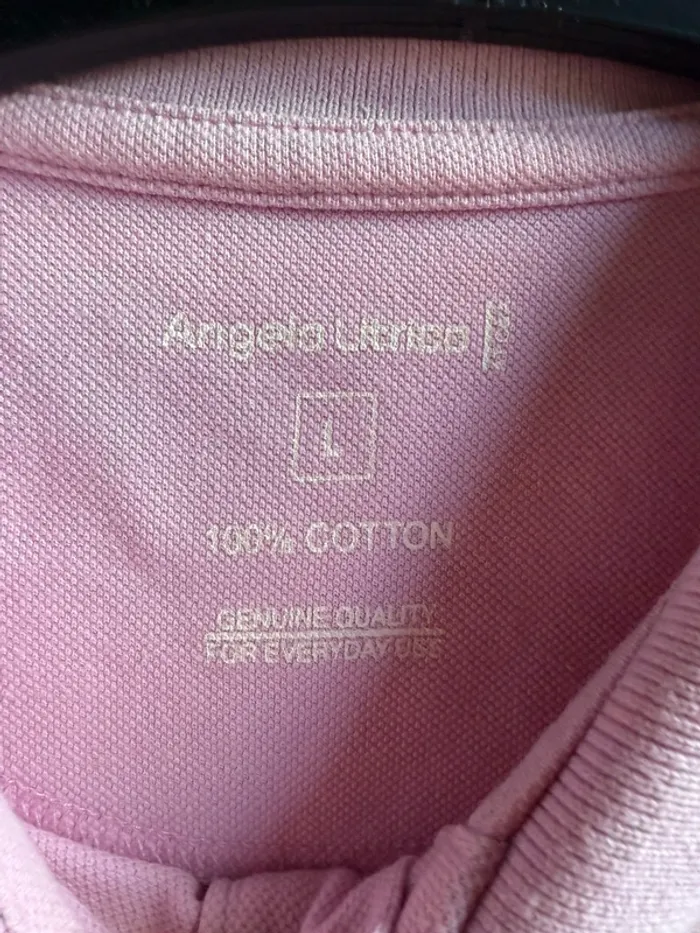 Angelo Litrico
L
100% COTTON
GENUINE QUALITY
FOR EVERYDAY USE